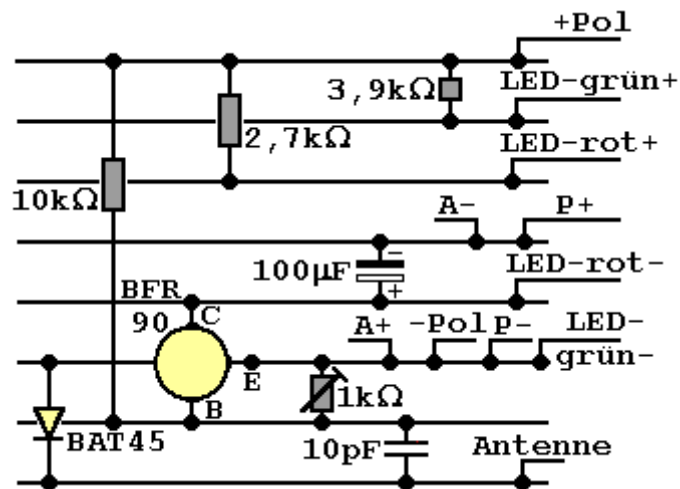 +Pol
LED-grün+
3,9kΩ
2,7kΩ
LED-rot+
10kΩ
A- P+
-
100µF
+
LED-rot-
BFR
90
C
A+ -Pol P- LED-
grün-
E
1kΩ
B
BAT45
10pF
Antenne